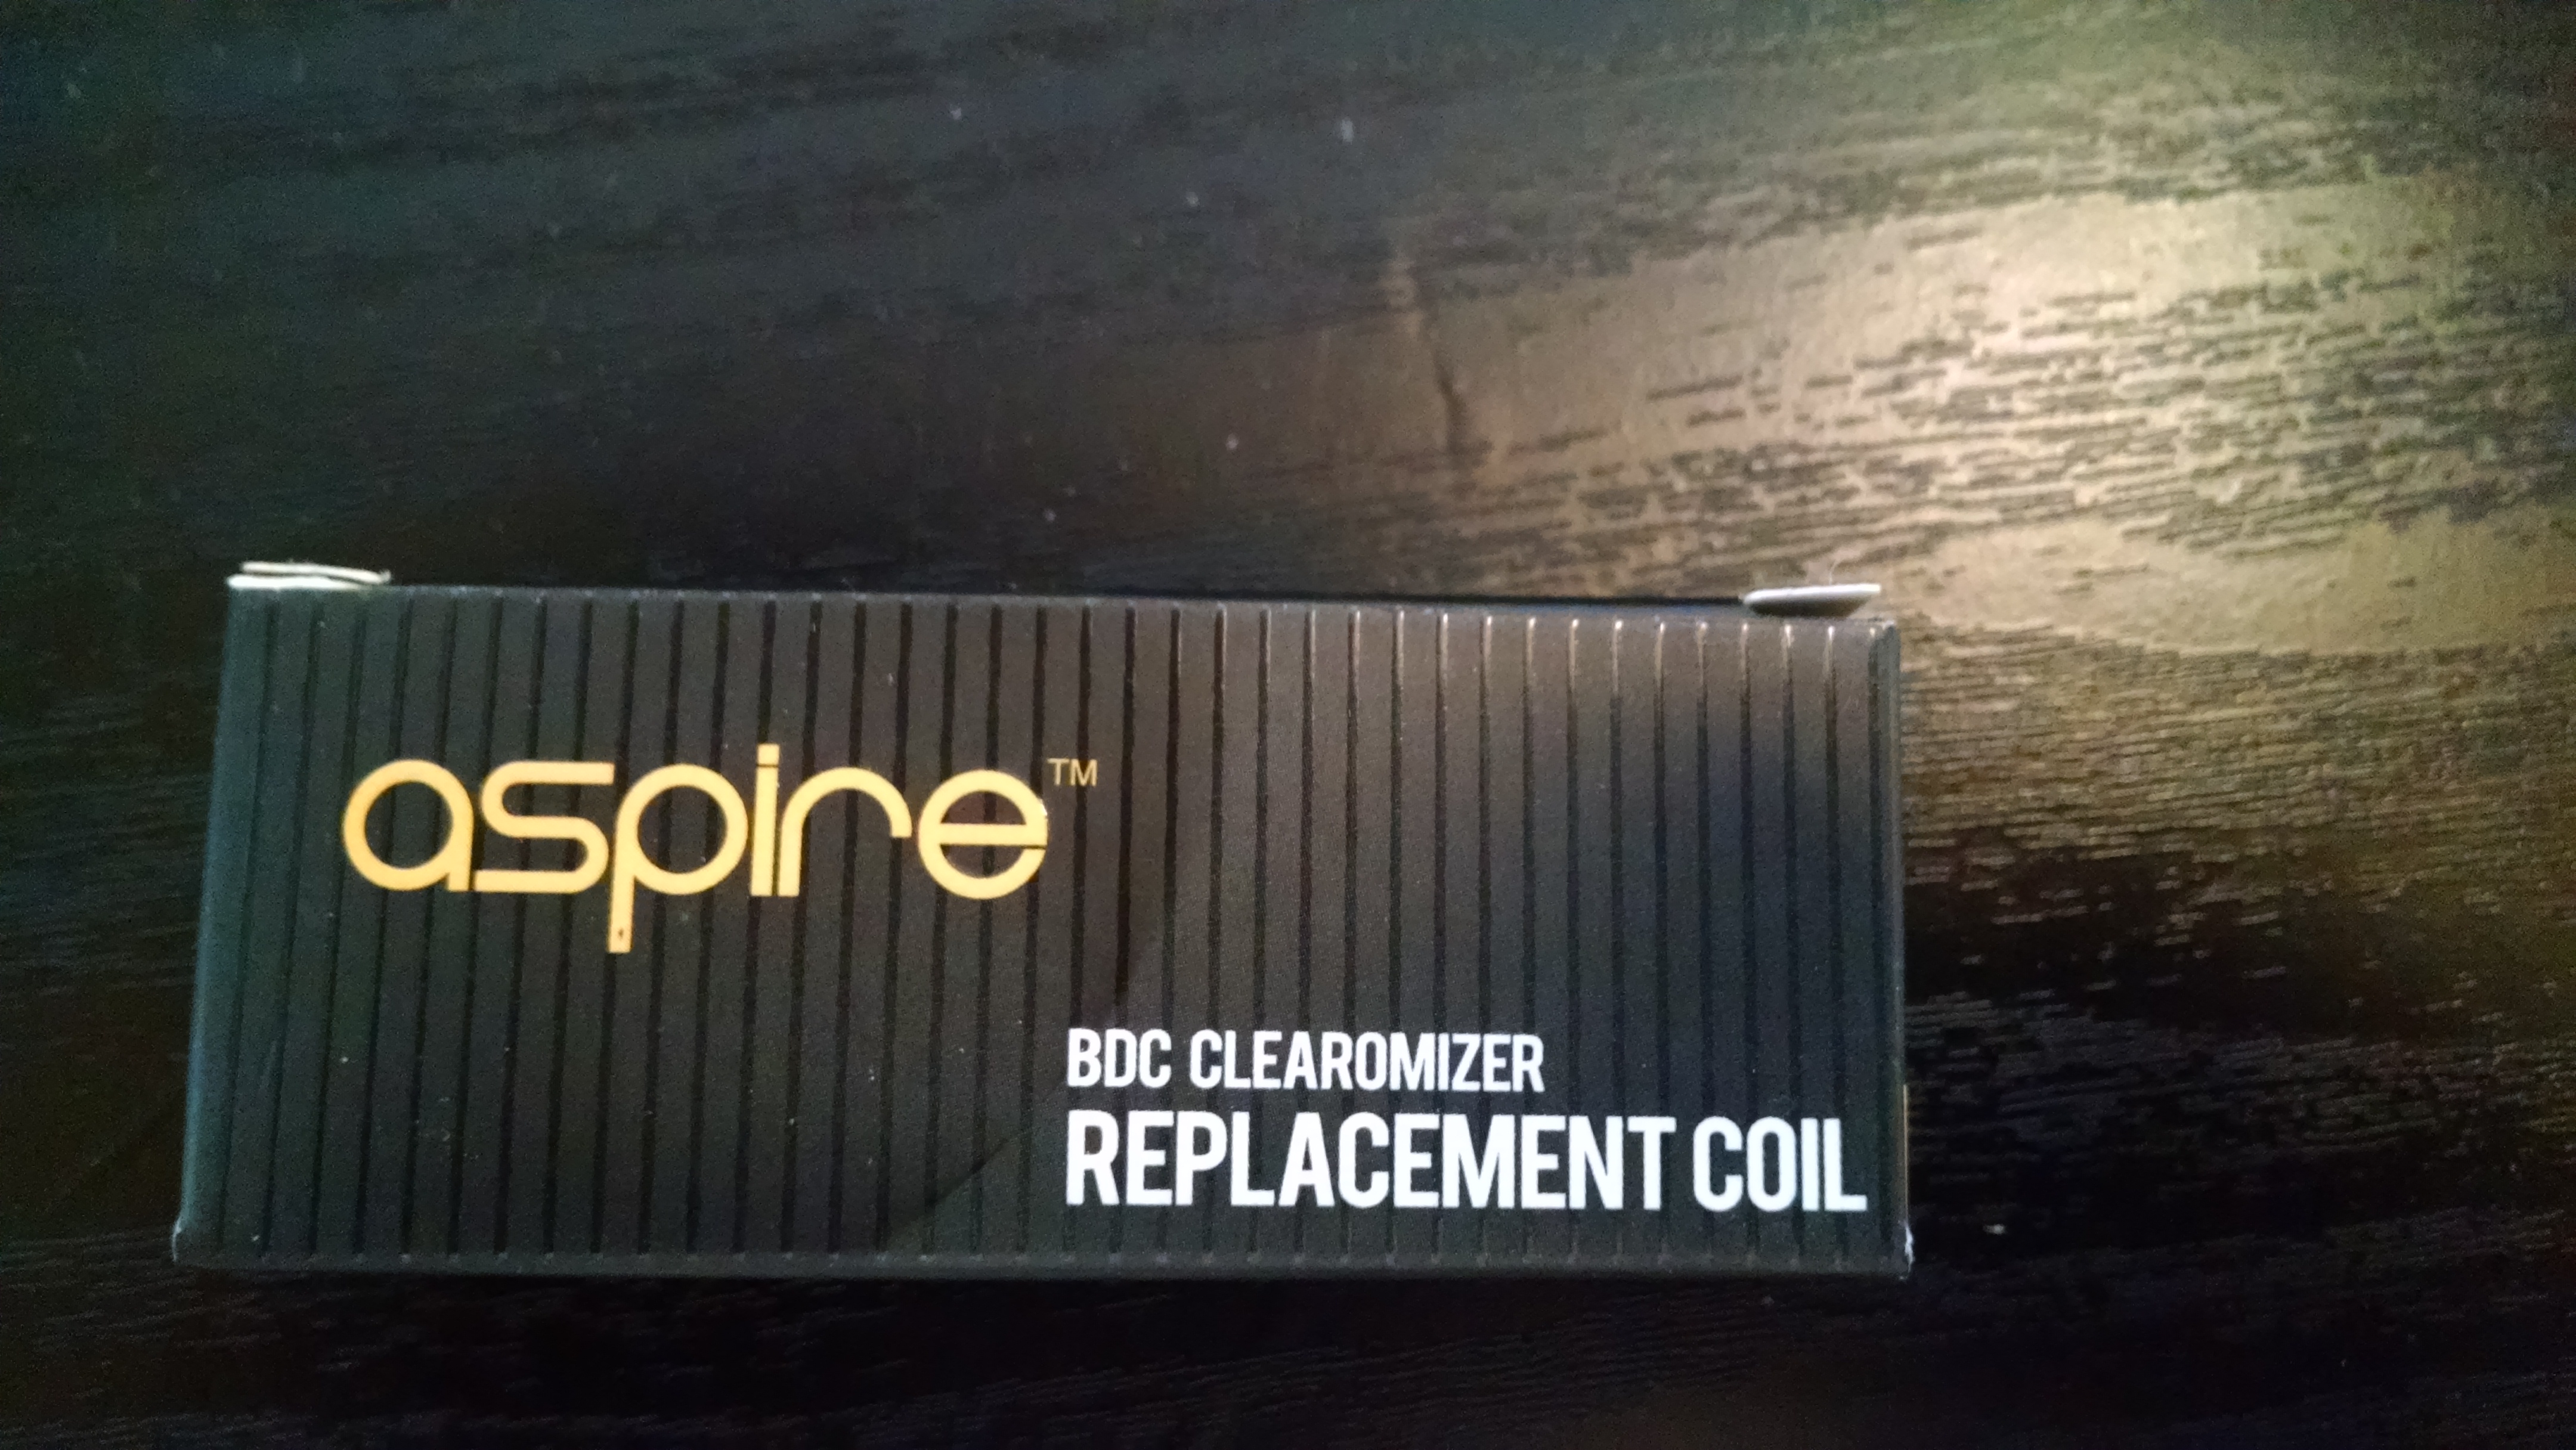 aspire™
BDC CLEAROMIZER
REPLACEMENT COIL